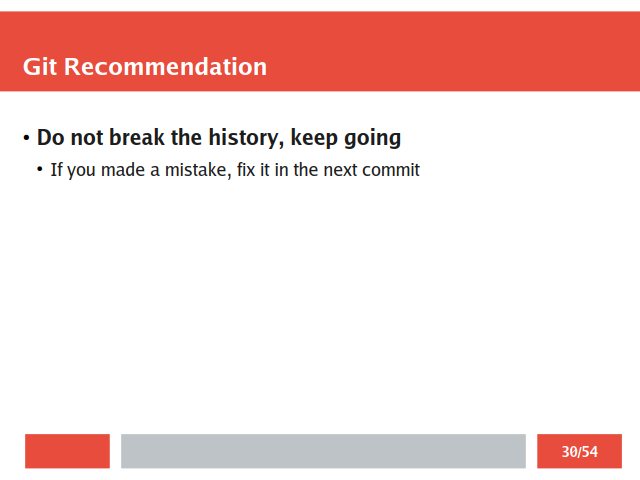 Git Recommendation
• Do not break the history, keep going
• If you made a mistake, fix it in the next commit
30/54